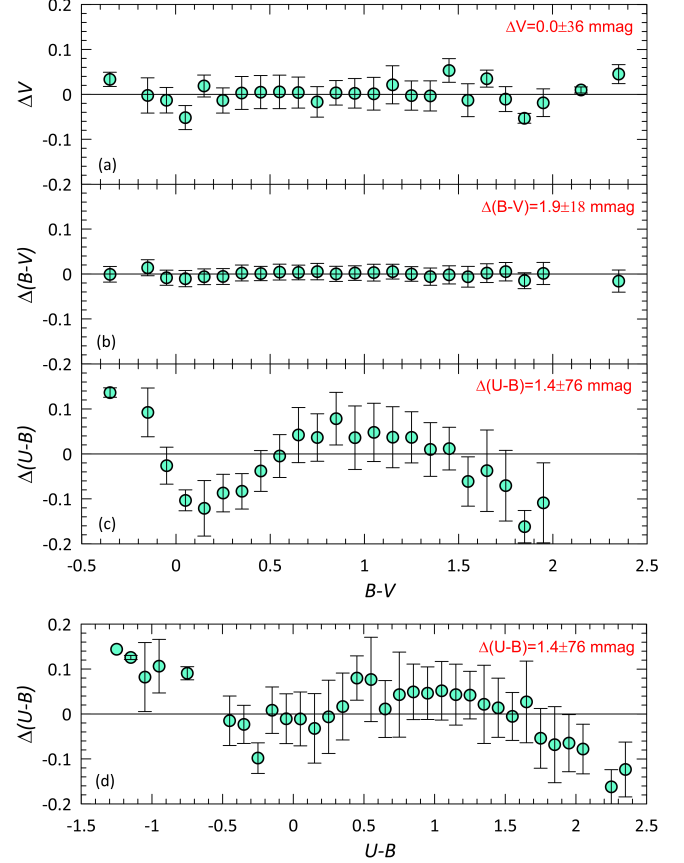 0.2
ΔV=0.0±36 mmag
0.1
ΔV
0
-0.1
(a)
-0.2
Δ(B-V)=1.9±18 mmag
0.1
Δ(B-V)
0
-0.1
(b)
-0.2
Δ(U-B)=1.4±76 mmag
0.1
Δ(U-B)
0
-0.1
(c)
-0.2
-0.5 0 0.5 1 1.5 2 2.5
B-V
0.2
Δ(U-B)=1.4±76 mmag
0.1
Δ(U-B)
0
-0.1
(d)
-0.2
-1.5 -1 -0.5 0 0.5 1 1.5 2 2.5
U-B